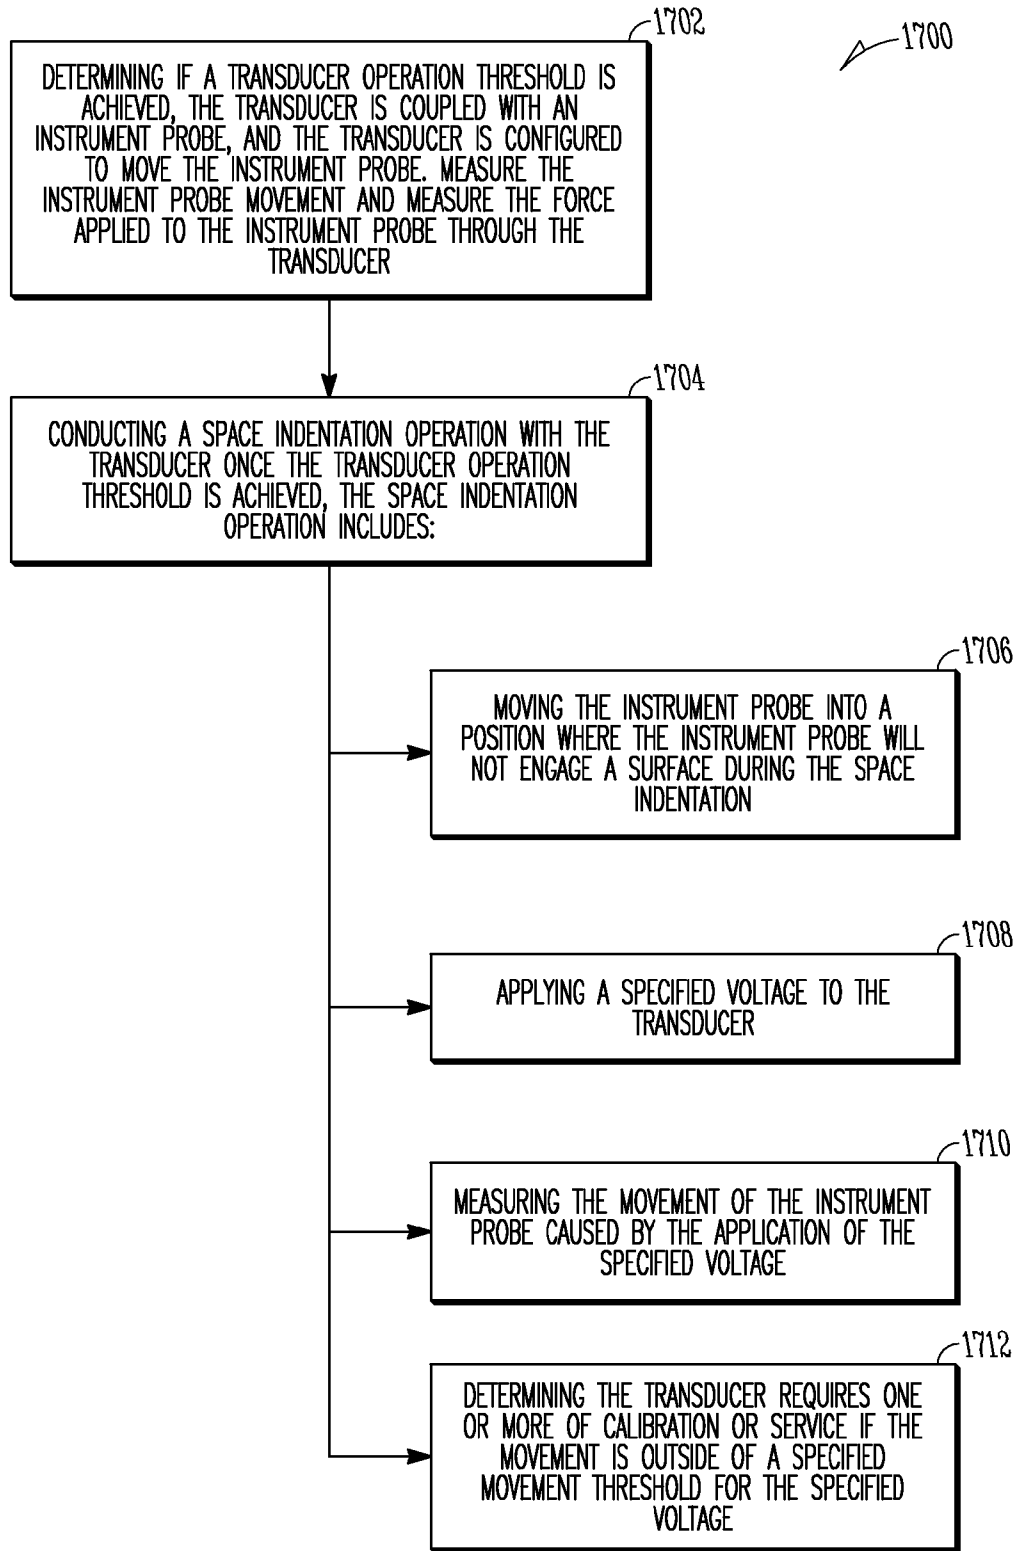 1702
1700
DETERMINING IF A TRANSDUCER OPERATION THRESHOLD IS
ACHIEVED, THE TRANSDUCER IS COUPLED WITH AN
INSTRUMENT PROBE, AND THE TRANSDUCER IS CONFIGURED
TO MOVE THE INSTRUMENT PROBE. MEASURE THE
INSTRUMENT PROBE MOVEMENT AND MEASURE THE FORCE
APPLIED TO THE INSTRUMENT PROBE THROUGH THE
TRANSDUCER
1704
CONDUCTING A SPACE INDENTATION OPERATION WITH THE
TRANSDUCER ONCE THE TRANSDUCER OPERATION
THRESHOLD IS ACHIEVED, THE SPACE INDENTATION
OPERATION INCLUDES:
1706
MOVING THE INSTRUMENT PROBE INTO A
POSITION WHERE THE INSTRUMENT PROBE WILL
NOT ENGAGE A SURFACE DURING THE SPACE
INDENTATION
1708
APPLYING A SPECIFIED VOLTAGE TO THE
TRANSDUCER
1710
MEASURING THE MOVEMENT OF THE INSTRUMENT
PROBE CAUSED BY THE APPLICATION OF THE
SPECIFIED VOLTAGE
1712
DETERMINING THE TRANSDUCER REQUIRES ONE
OR MORE OF CALIBRATION OR SERVICE IF THE
MOVEMENT IS OUTSIDE OF A SPECIFIED
MOVEMENT THRESHOLD FOR THE SPECIFIED
VOLTAGE